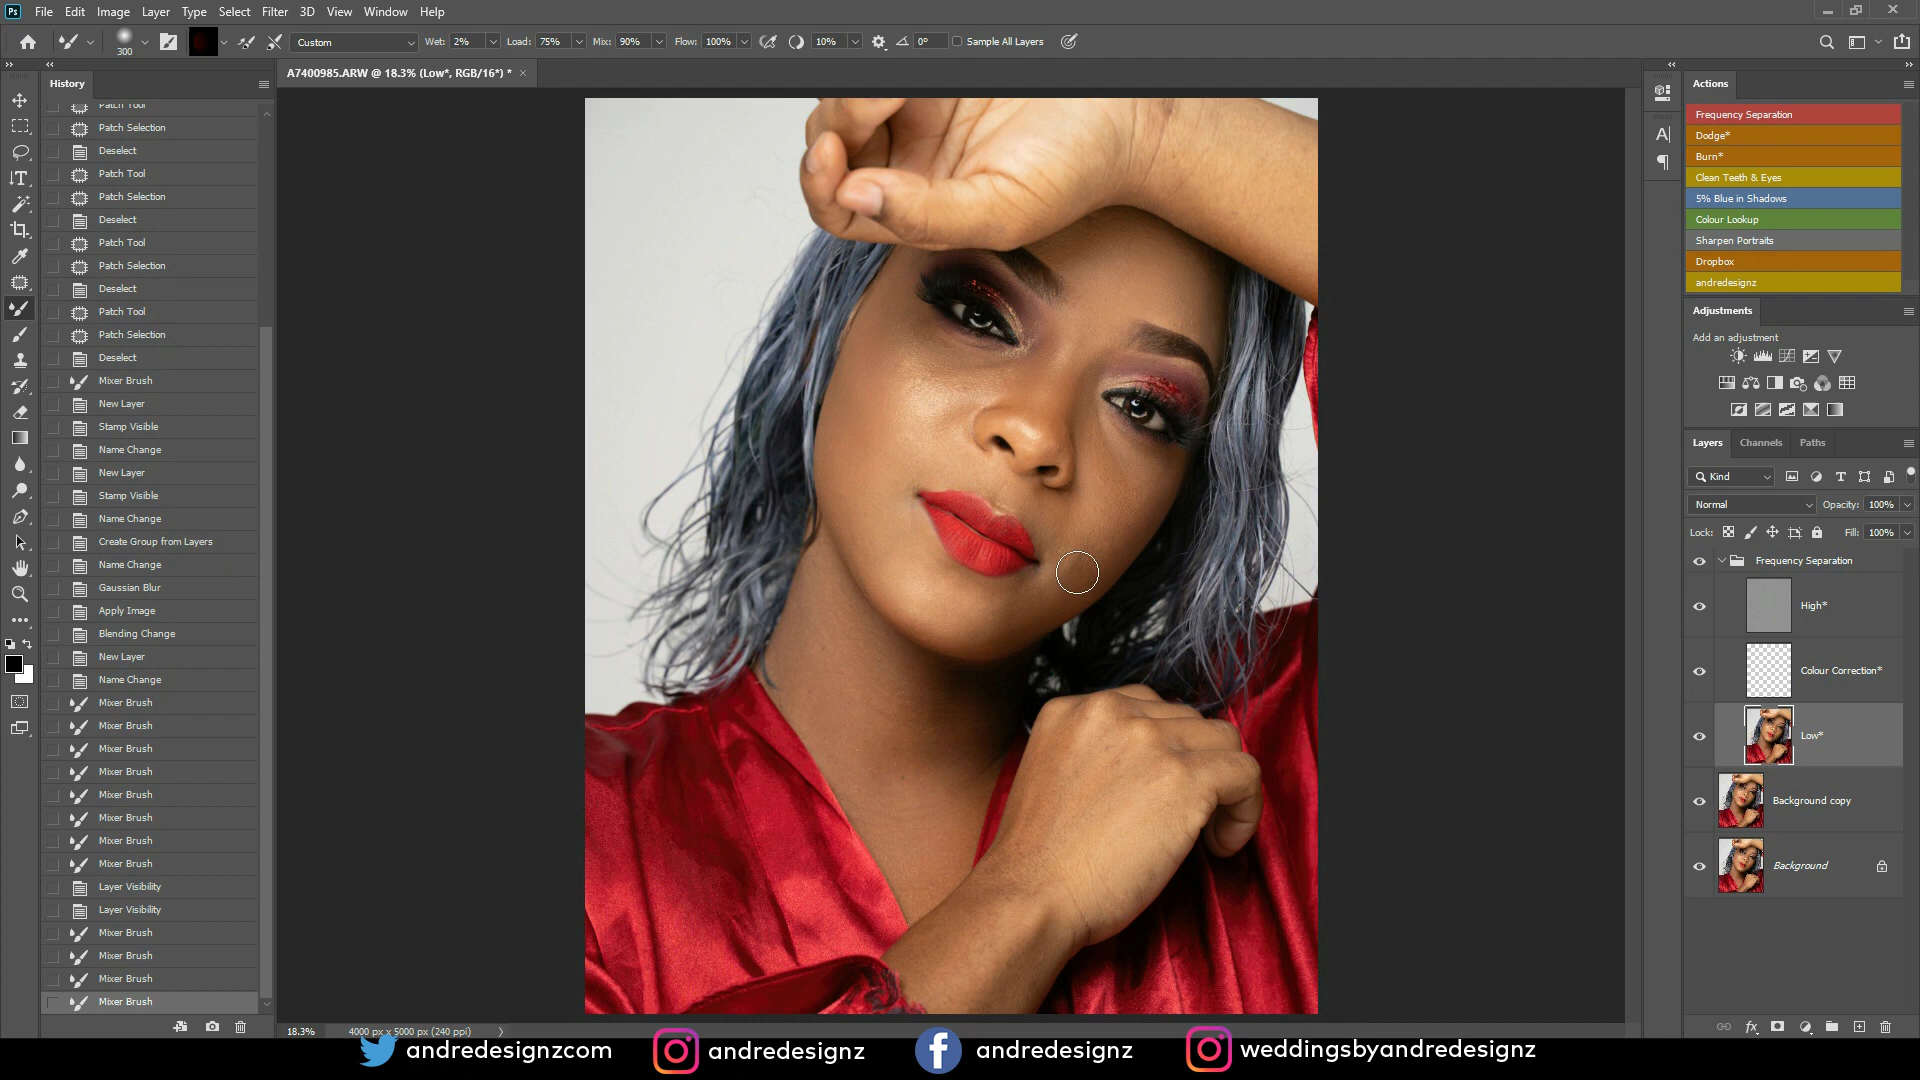 Ps File Edit Image Layer Type Select Filter 3D View Window Help
300 Custom Wet: 2% Load: 75% Mix: 90% Flow: 100% 10% 0° Sample All Layers
History
A7400985.ARW @ 18.3% (Low*, RGB/16*) *
Patch Tool
Patch Selection
Deselect
Patch Tool
Patch Selection
Deselect
Patch Tool
Patch Selection
Deselect
Patch Tool
Patch Selection
Deselect
Mixer Brush
New Layer
Stamp Visible
Name Change
New Layer
Stamp Visible
Name Change
Create Group from Layers
Name Change
Gaussian Blur
Apply Image
Blending Change
New Layer
Name Change
Mixer Brush
Mixer Brush
Mixer Brush
Mixer Brush
Mixer Brush
Mixer Brush
Mixer Brush
Mixer Brush
Layer Visibility
Layer Visibility
Mixer Brush
Mixer Brush
Mixer Brush
Mixer Brush
Actions
Frequency Separation
Dodge*
Burn*
Clean Teeth & Eyes
5% Blue in Shadows
Colour Lookup
Sharpen Portraits
Dropbox
andredesignz
Adjustments
Add an adjustment
Layers Channels Paths
Kind
Normal Opacity: 100%
Lock: Fill: 100%
Frequency Separation
High*
Colour Correction*
Low*
Background copy
Background
18.3% 4000 px x 5000 px (240 ppi)
andredesignzcom andredesignz andredesignz weddingsbyandredesignz